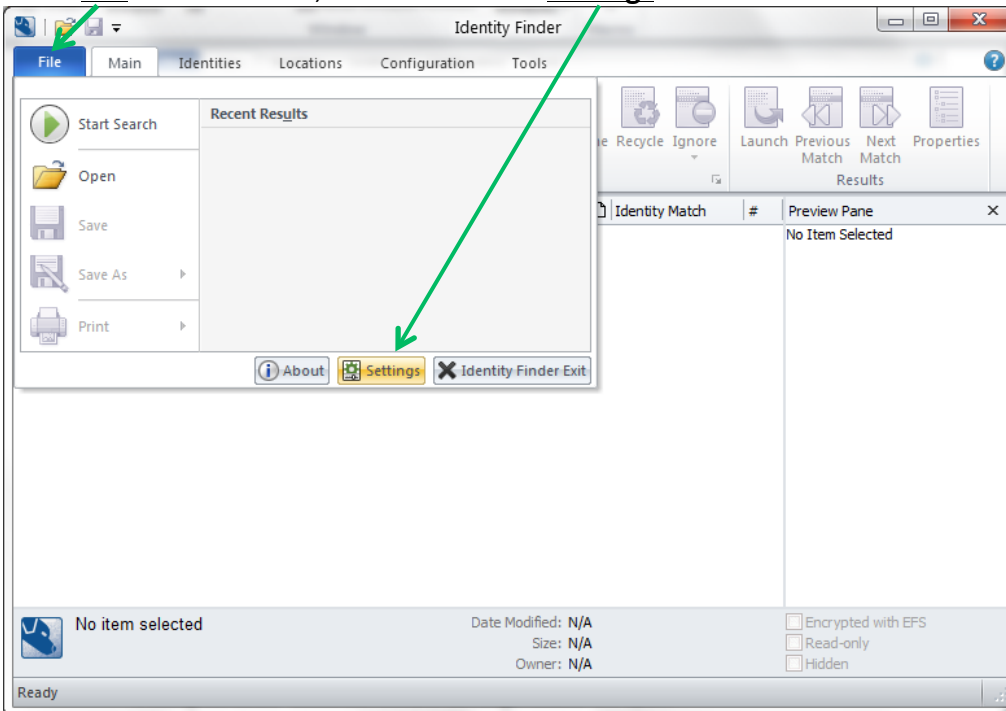 Identity Finder
File Main Identities Locations Configuration Tools
Start Search
Recent Results
Open
Save
Save As
Print
About Settings Identity Finder Exit
Recycle Ignore
Launch Previous Match Next Match Properties
Results
Identity Match # Preview Pane
No Item Selected
No item selected
Date Modified: N/A
Size: N/A
Owner: N/A
Encrypted with EFS
Read-only
Hidden
Ready